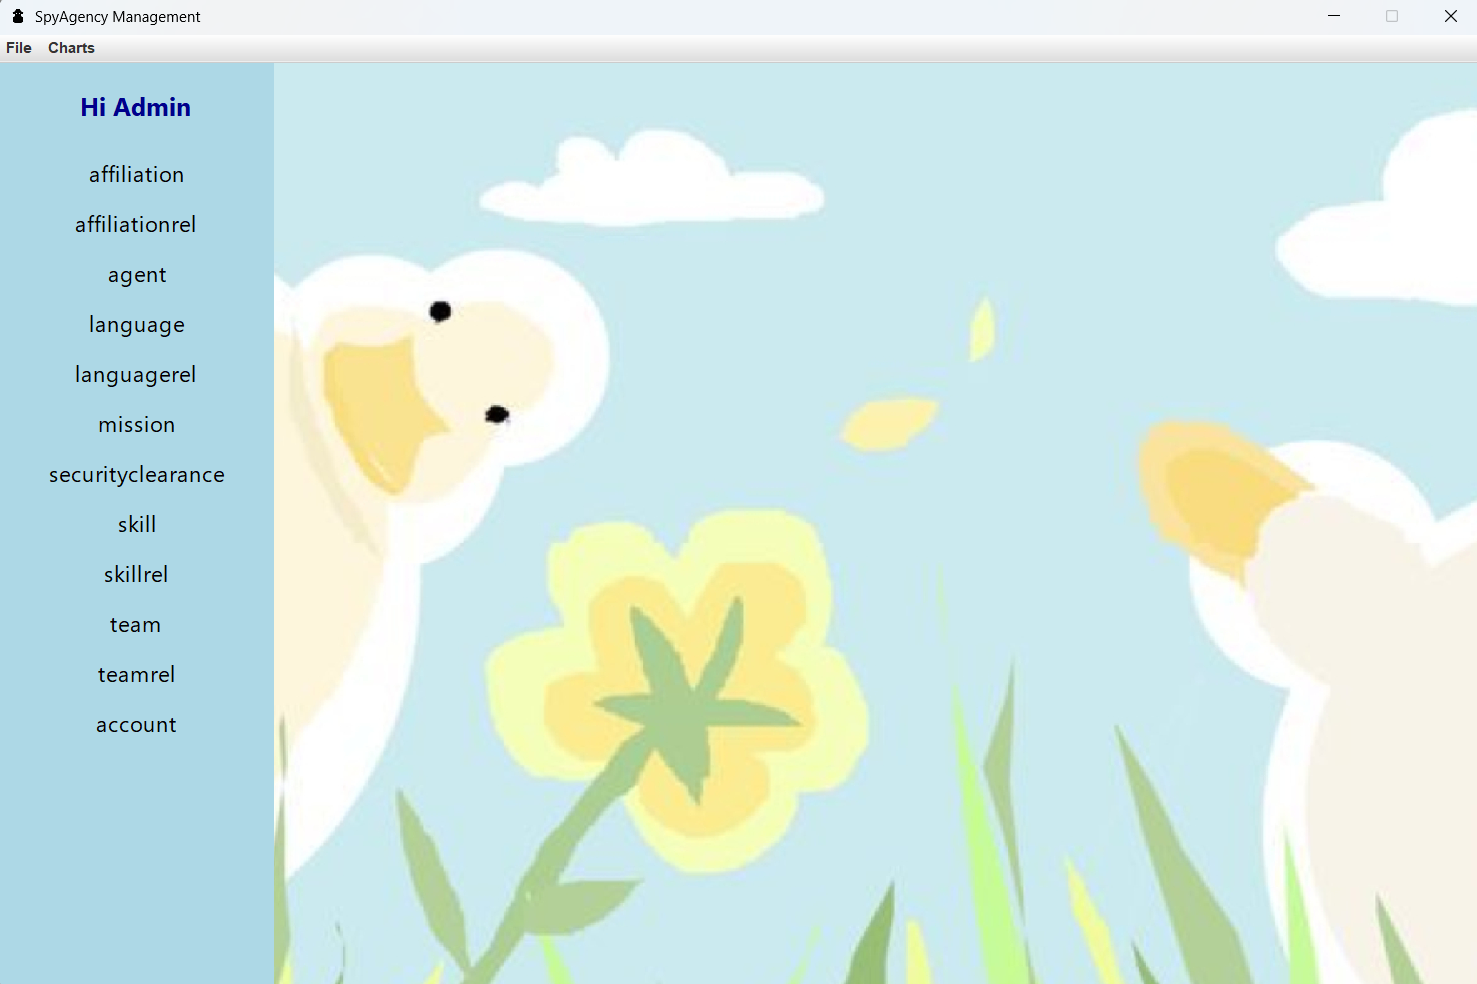 SpyAgency Management
File Charts
Hi Admin
affiliation
affiliationrel
agent
language
languagerel
mission
securityclearance
skill
skillrel
team
teamrel
account